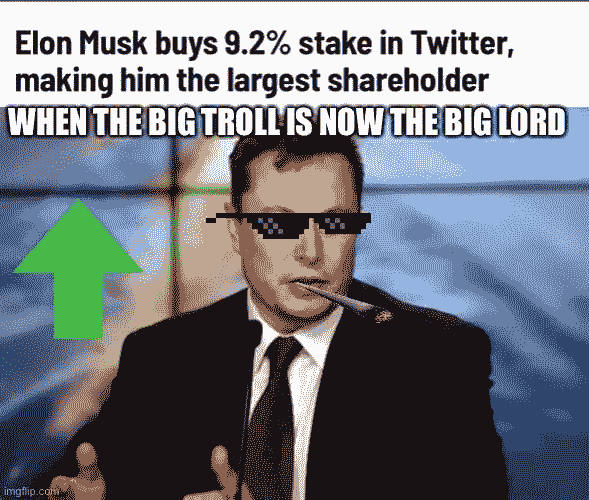 Elon Musk buys 9.2% stake in Twitter,
making him the largest shareholder
WHEN THE BIG TROLL IS NOW THE BIG LORD
imgflip.com